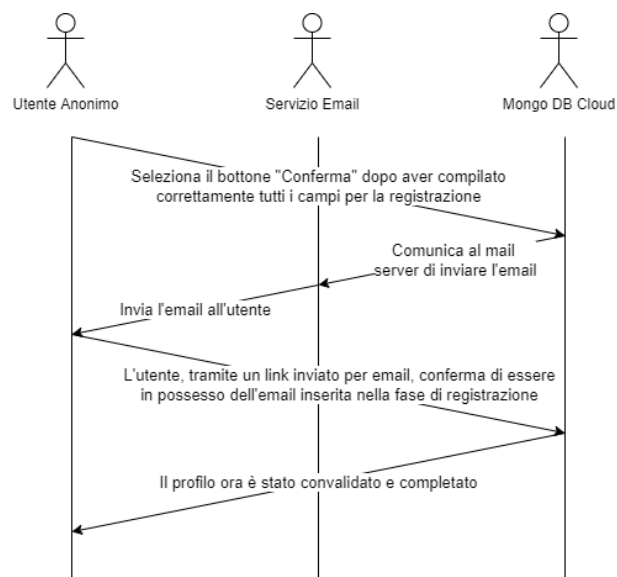 Utente Anonimo
Servizio Email
Mongo DB Cloud
Seleziona il bottone "Conferma" dopo aver compilato
correttamente tutti i campi per la registrazione
Comunica al mail
server di inviare l'email
Invia l'email all'utente
L'utente, tramite un link inviato per email, conferma di essere
in possesso dell'email inserita nella fase di registrazione
Il profilo ora è stato convalidato e completato